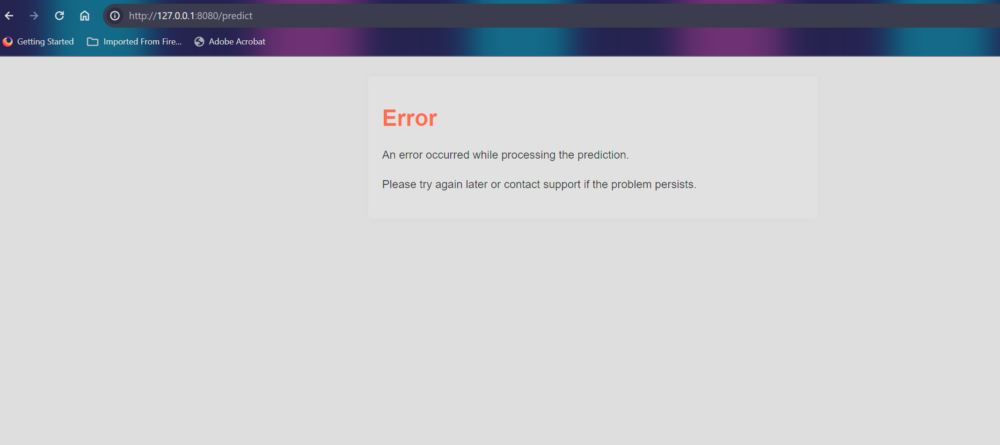 http://127.0.0.1:8080/predict
Getting Started Imported From Fire... Adobe Acrobat
Error
An error occurred while processing the prediction.
Please try again later or contact support if the problem persists.